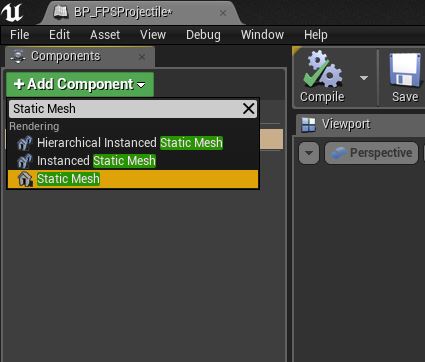 BP_FPSProjectile*
File Edit Asset View Debug Window Help
Components
+Add Component
Static Mesh
Rendering
Hierarchical Instanced Static Mesh
Instanced Static Mesh
Static Mesh
Compile
Save
Viewport
Perspective